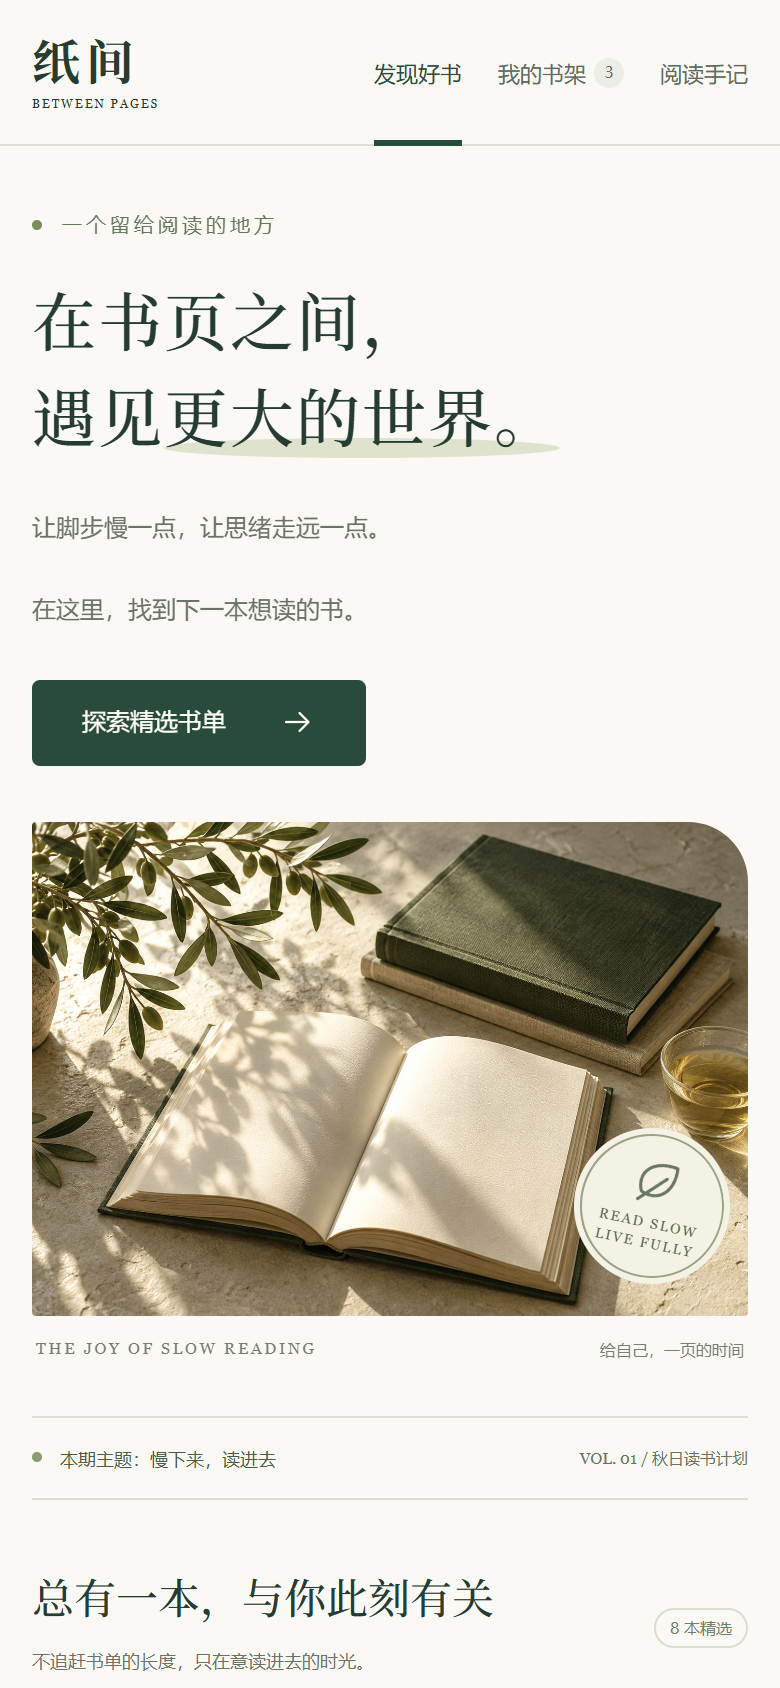 纸间
BETWEEN PAGES
发现好书
我的书架 3
阅读手记
一个留给阅读的地方
在书页之间，
遇见更大的世界。
让脚步慢一点，让思绪走远一点。
在这里，找到下一本想读的书。
探索精选书单 →
READ SLOW
LIVE FULLY
THE JOY OF SLOW READING
给自己，一页的时间
本期主题：慢下来，读进去
VOL. 01 / 秋日读书计划
总有一本，与你此刻有关
8 本精选
不追赶书单的长度，只在意读进去的时光。